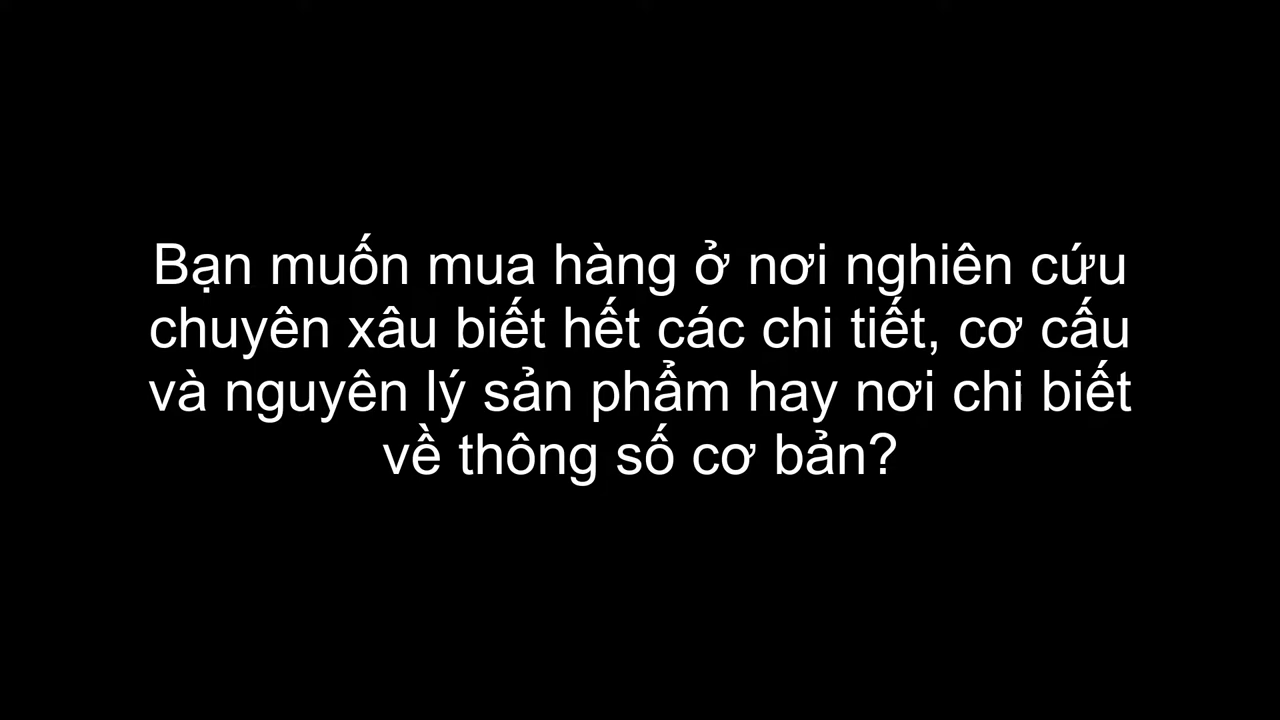 Bạn muốn mua hàng ở nơi nghiên cứu
chuyên xâu biết hết các chi tiết, cơ cấu
và nguyên lý sản phẩm hay nơi chi biết
về thông số cơ bản?